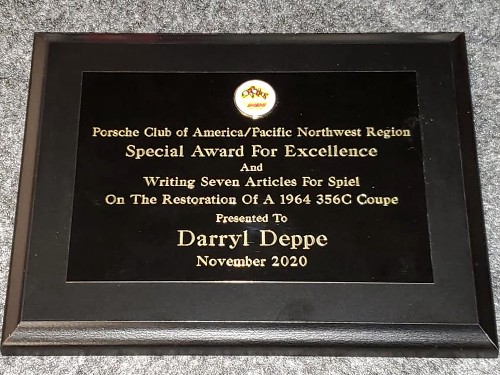 Porsche Club of America/Pacific Northwest Region
Special Award For Excellence
And
Writing Seven Articles For Spiel
On The Restoration Of A 1964 356C Coupe
Presented To
Darryl Deppe
November 2020